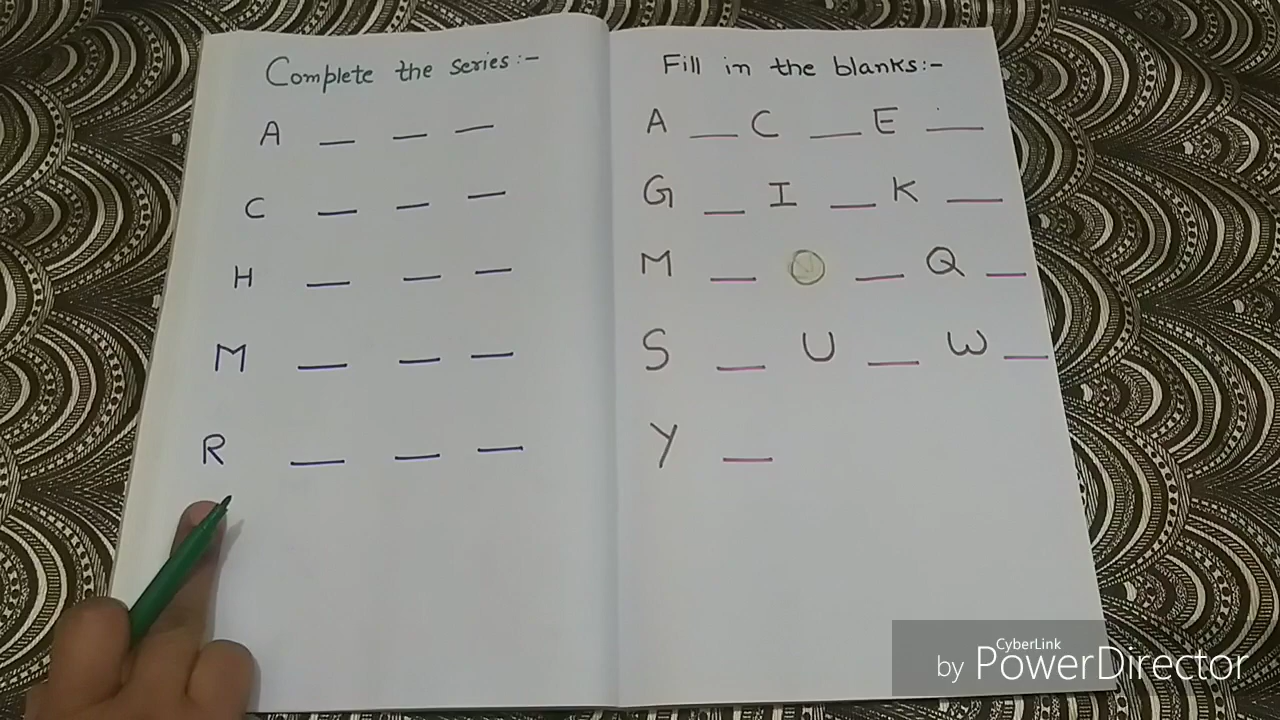 Complete the series:-
A _ _ _
C _ _ _
H _ _ _
M _ _ _
R _ _ _
Fill in the blanks:-
A _ C _ E _
G _ I _ K _
M _ O _ Q _
S _ U _ W _
Y _
CyberLink
by PowerDirector